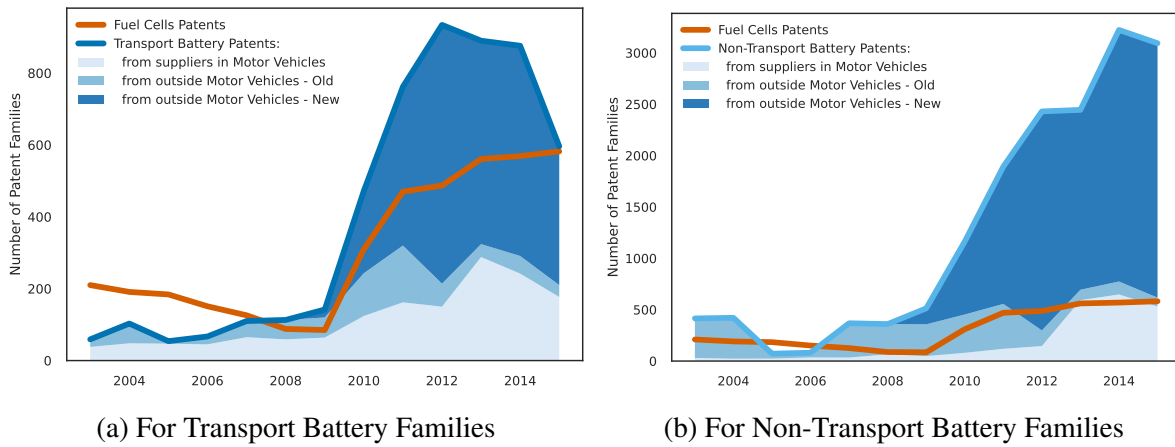 Fuel Cells Patents
Transport Battery Patents:
from suppliers in Motor Vehicles
from outside Motor Vehicles - Old
from outside Motor Vehicles - New
Number of Patent Families
800
600
400
200
0
2004 2006 2008 2010 2012 2014
(a) For Transport Battery Families
Fuel Cells Patents
Non-Transport Battery Patents:
from suppliers in Motor Vehicles
from outside Motor Vehicles - Old
from outside Motor Vehicles - New
Number of Patent Families
3000
2500
2000
1500
1000
500
0
2004 2006 2008 2010 2012 2014
(b) For Non-Transport Battery Families